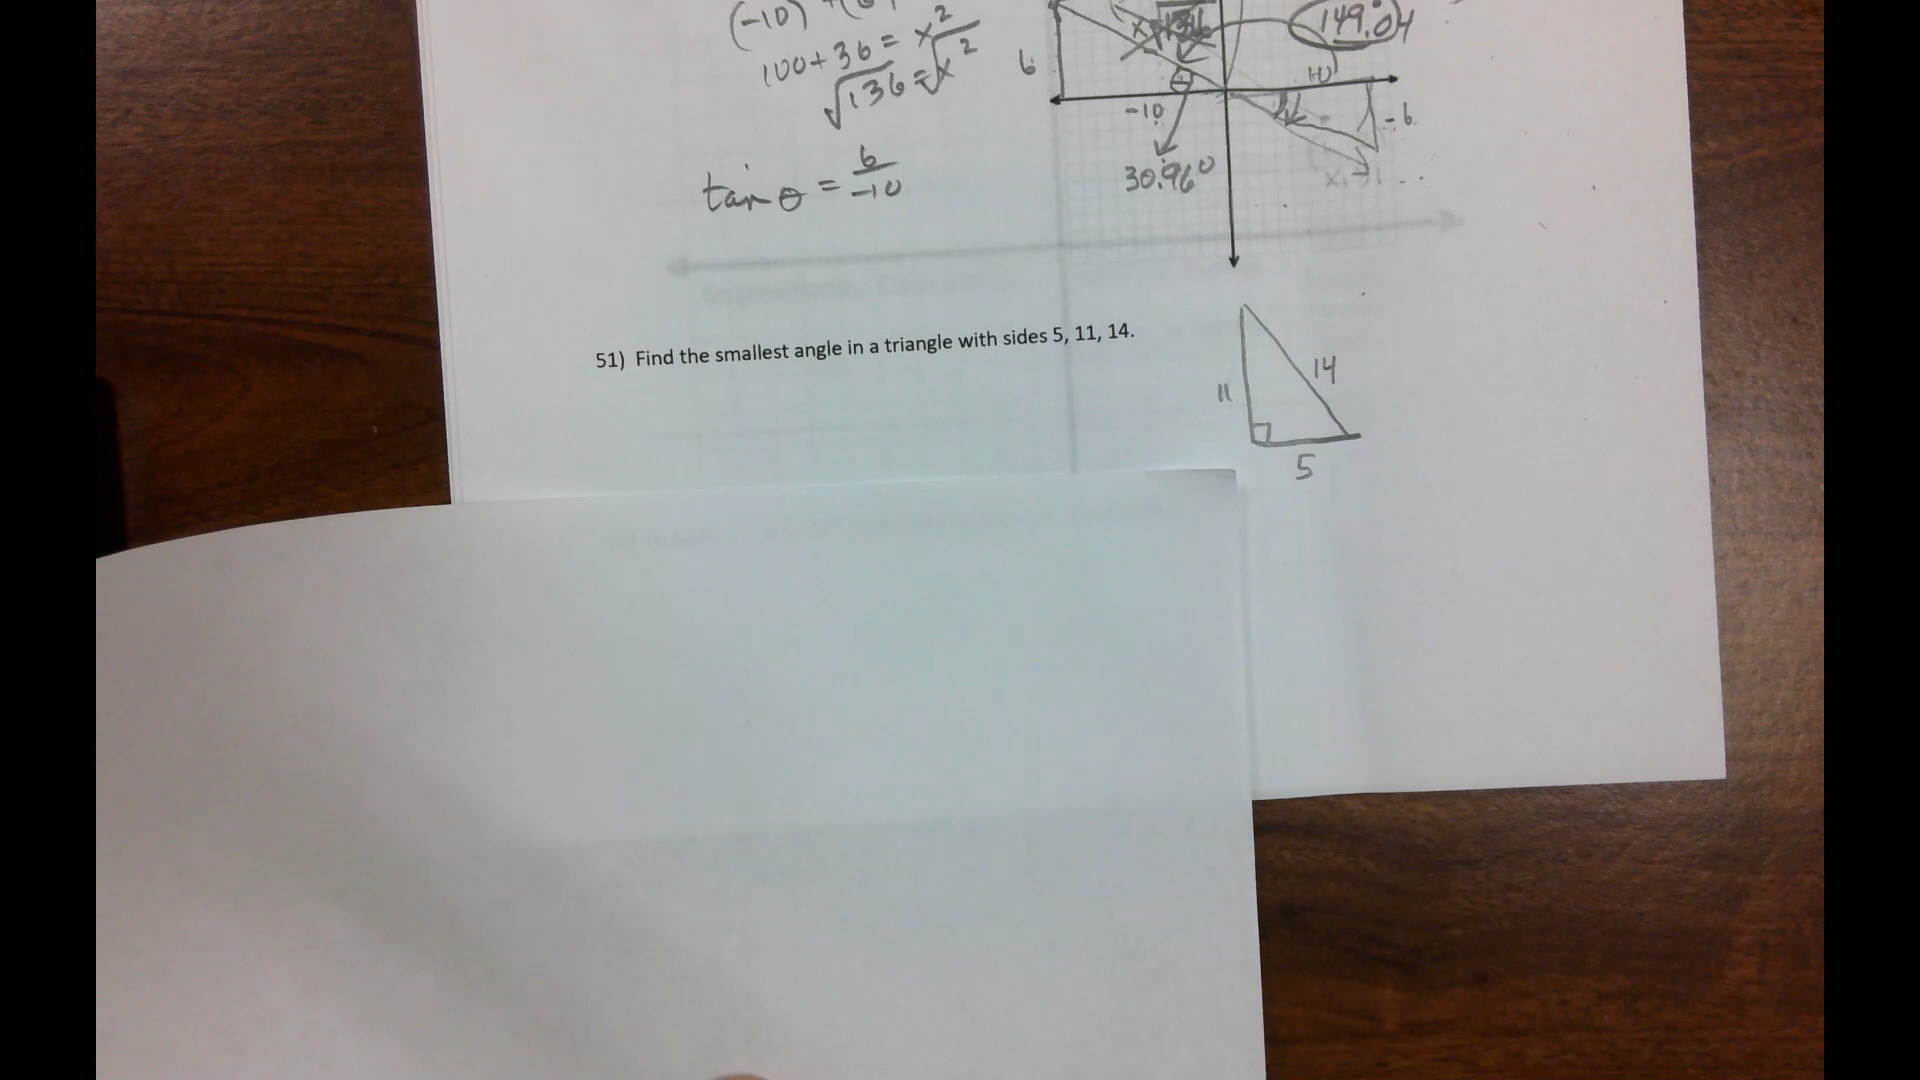 (-10)
149.04
100+36 = x²
√136 = √x²
6
10
-10
-6
tan θ = 6/-10
30.96°
51) Find the smallest angle in a triangle with sides 5, 11, 14.
11
14
5